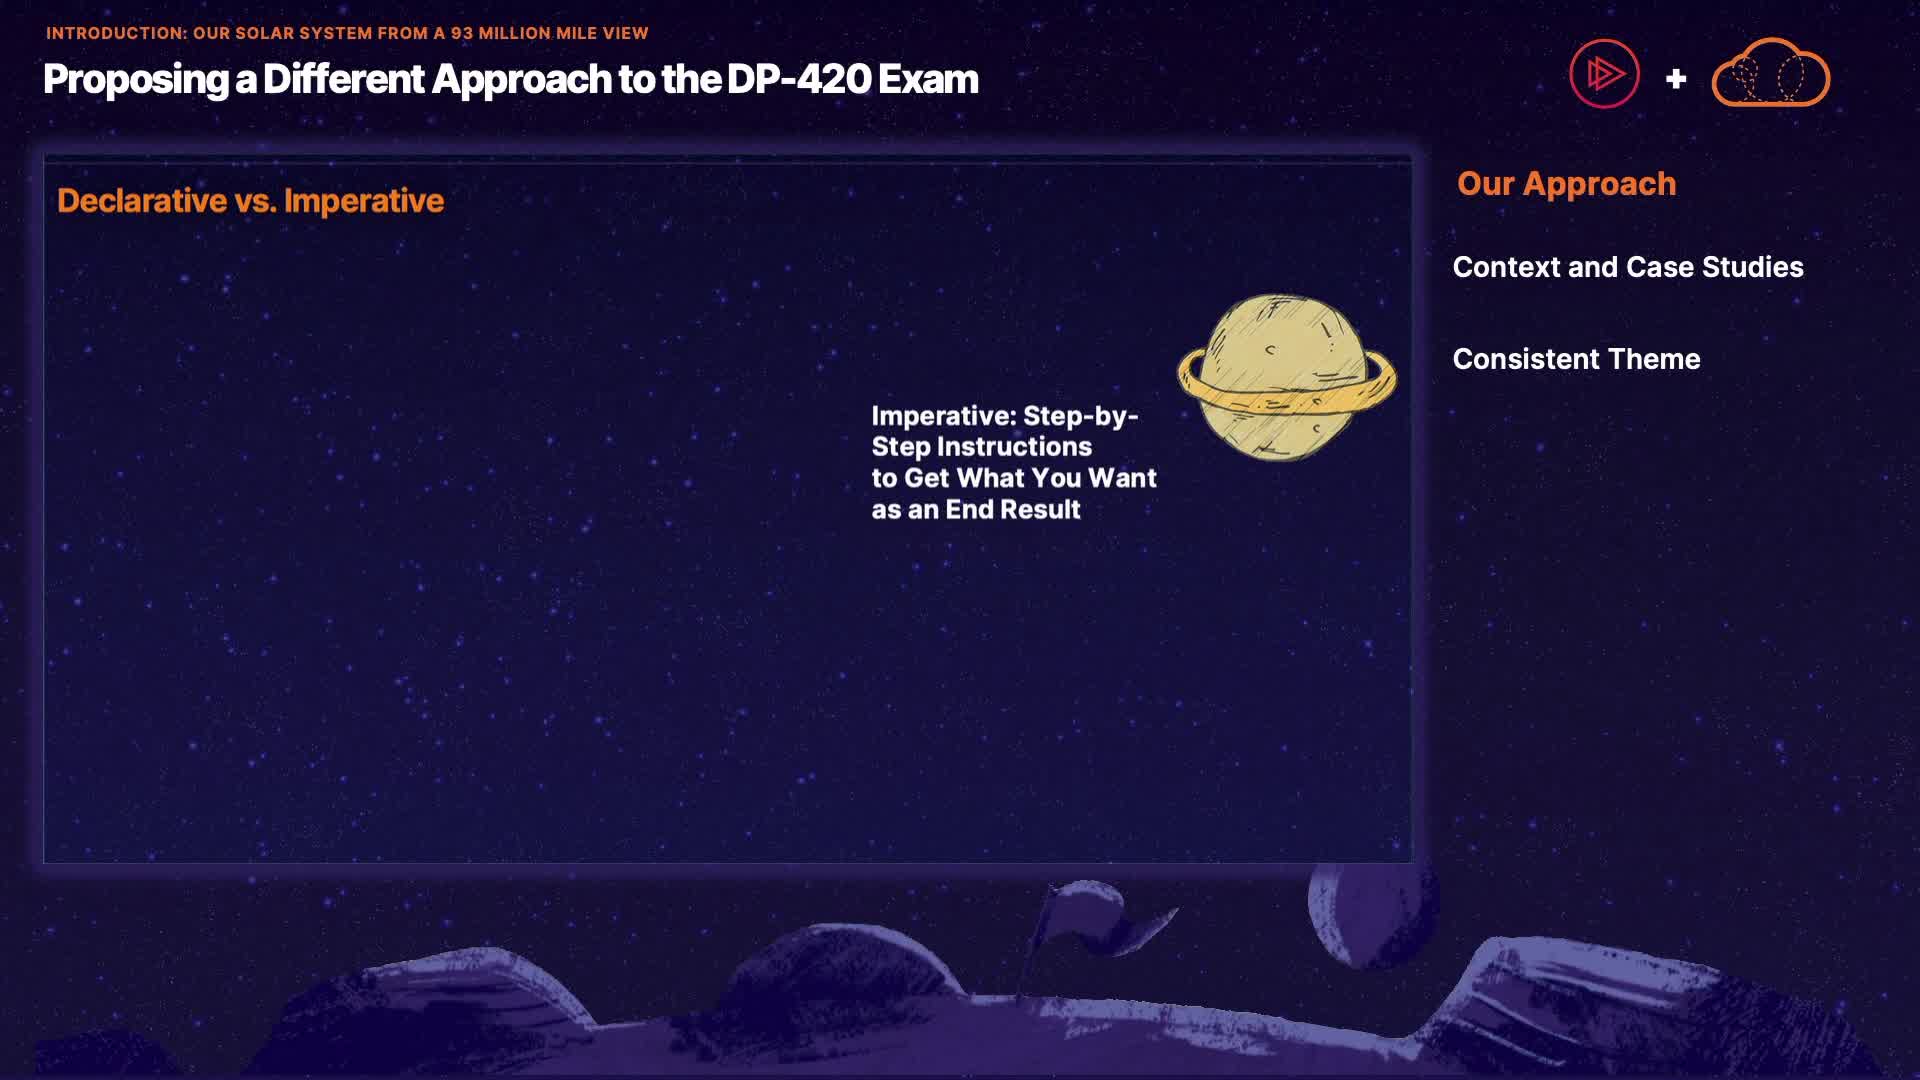 INTRODUCTION: OUR SOLAR SYSTEM FROM A 93 MILLION MILE VIEW
Proposing a Different Approach to the DP-420 Exam
+
Declarative vs. Imperative
Imperative: Step-by-
Step Instructions
to Get What You Want
as an End Result
Our Approach
Context and Case Studies
Consistent Theme